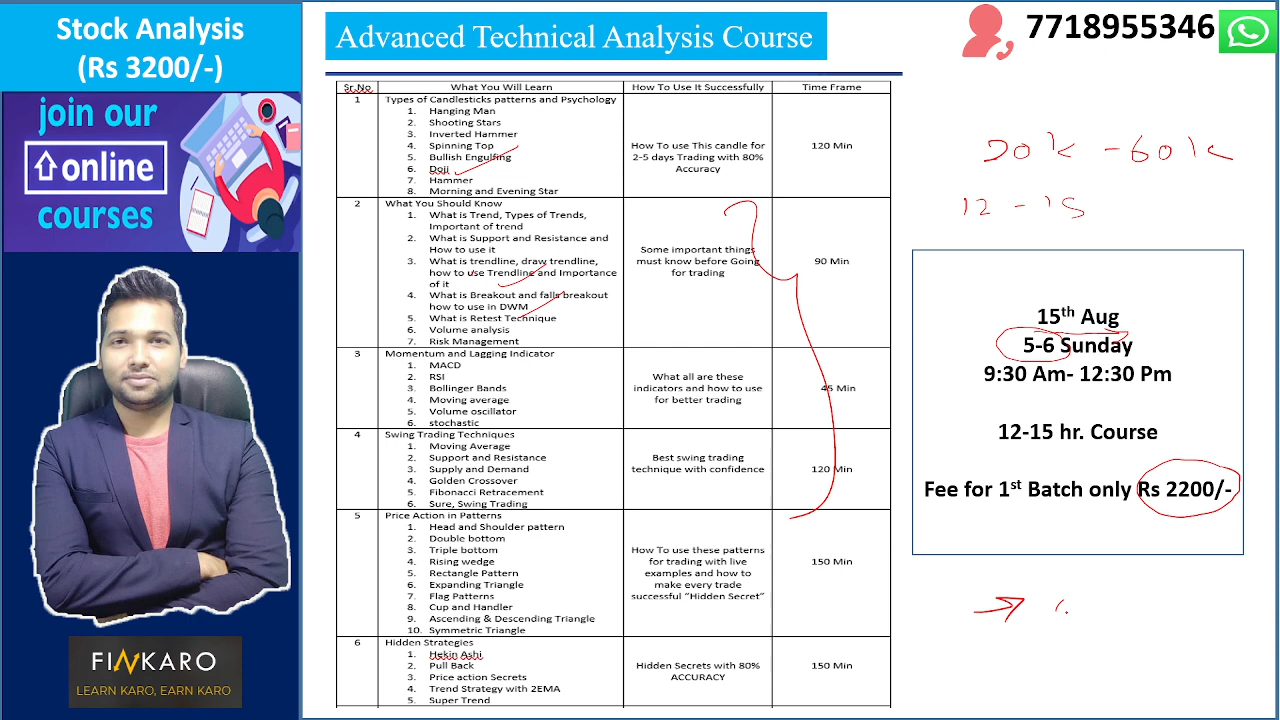 Stock Analysis
(Rs 3200/-)
join our
online
courses
FINKARO
LEARN KARO, EARN KARO
Advanced Technical Analysis Course
7718955346
Sr.No. What You Will Learn How To Use It Successfully Time Frame
1 Types of Candlesticks patterns and Psychology
1. Hanging Man
2. Shooting Stars
3. Inverted Hammer
4. Spinning Top
5. Bullish Engulfing
6. Doji
7. Hammer
8. Morning and Evening Star
How To use This candle for
2-5 days Trading with 80%
Accuracy
120 Min
2 What You Should Know
1. What is Trend, Types of Trends,
Important of trend
2. What is Support and Resistance and
How to use it
3. What is trendline, draw trendline,
how to use Trendline and Importance
of it
4. What is Breakout and falls breakout
how to use in DWM
5. What is Retest Technique
6. Volume analysis
7. Risk Management
Some important things
must know before Going
for trading
90 Min
3 Momentum and Lagging Indicator
1. MACD
2. RSI
3. Bollinger Bands
4. Moving average
5. Volume oscillator
6. stochastic
What all are these
indicators and how to use
for better trading
45 Min
4 Swing Trading Techniques
1. Moving Average
2. Support and Resistance
3. Supply and Demand
4. Golden Crossover
5. Fibonacci Retracement
6. Sure, Swing Trading
Best swing trading
technique with confidence
120 Min
5 Price Action in Patterns
1. Head and Shoulder pattern
2. Double bottom
3. Triple bottom
4. Rising wedge
5. Rectangle Pattern
6. Expanding Triangle
7. Flag Patterns
8. Cup and Handler
9. Ascending & Descending Triangle
10. Symmetric Triangle
How To use these patterns
for trading with live
examples and how to
make every trade
successful “Hidden Secret”
150 Min
6 Hidden Strategies
1. Hekin Ashi
2. Pull Back
3. Price action Secrets
4. Trend Strategy with 2EMA
5. Super Trend
Hidden Secrets with 80%
ACCURACY
150 Min
20k - 60k
12 - 15
15th Aug
5-6 Sunday
9:30 Am- 12:30 Pm
12-15 hr. Course
Fee for 1st Batch only Rs 2200/-